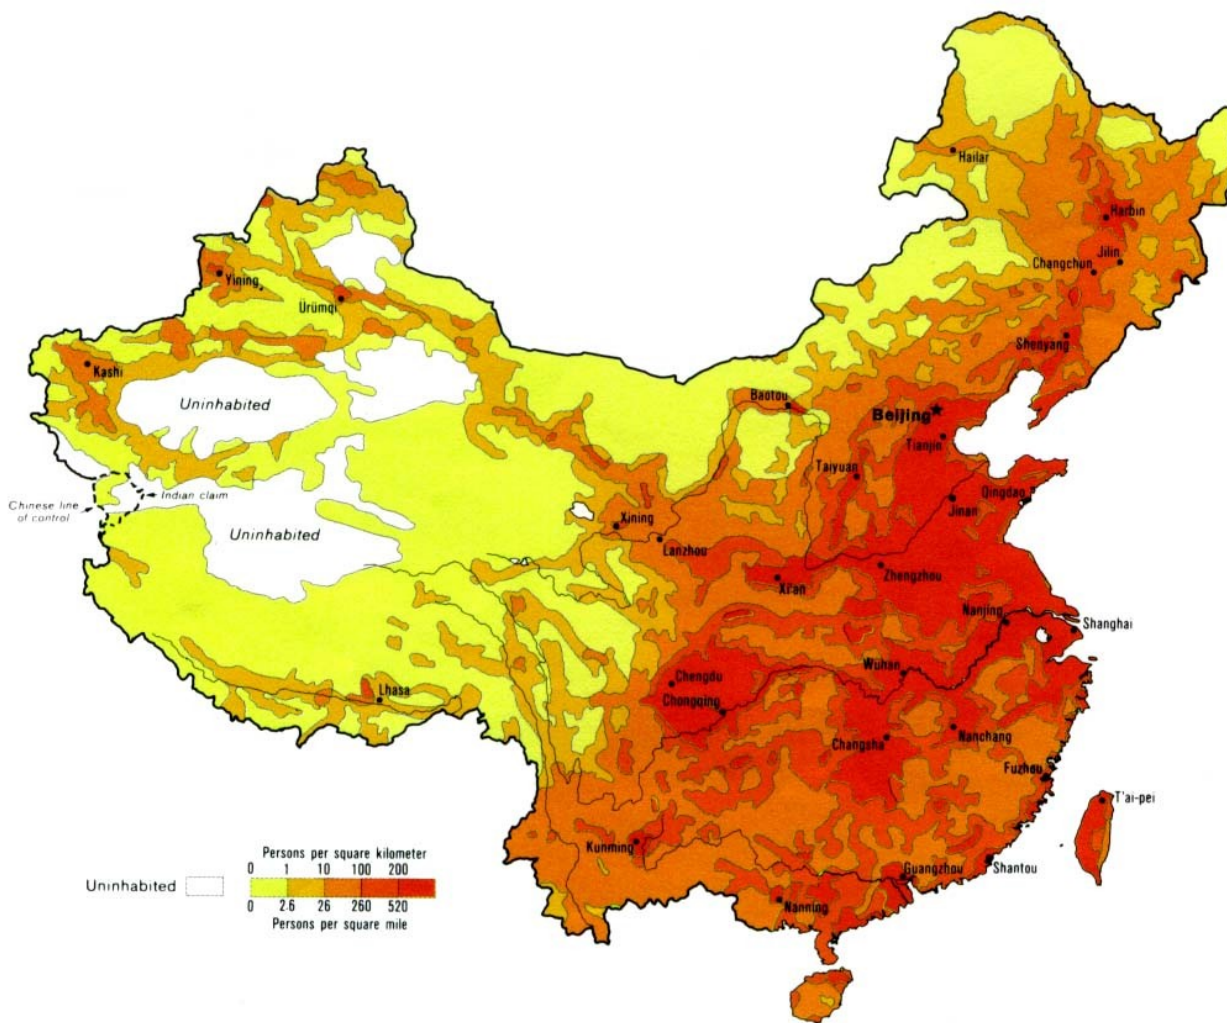 Hailar
Harbin
Jilin
Changchun
Yining
Ürümqi
Shenyang
Kashi
Baotou
Uninhabited
Beijing
Tianjin
Taiyuan
Qingdao
Indian claim
Chinese line
of control
Jinan
Xining
Uninhabited
Lanzhou
Zhengzhou
Xi'an
Nanjing
Shanghai
Wuhan
Chengdu
Lhasa
Chongqing
Nanchang
Changsha
Fuzhou
T'ai-pei
Kunming
Guangzhou
Shantou
Nanning
Persons per square kilometer
0 1 10 100 200
Uninhabited
0 2.6 26 260 520
Persons per square mile